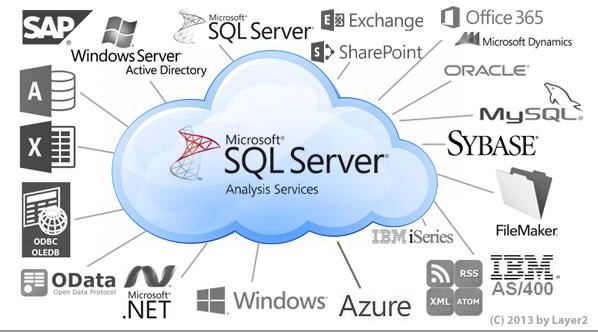 SAP
Windows Server
Active Directory
Microsoft®
SQL Server®
Exchange
SharePoint
Office 365
Microsoft Dynamics
ORACLE®
MySQL®
SYBASE®
FileMaker
IBM iSeries
IBM®
AS/400
RSS
XML
ATOM
Azure
Windows®
Microsoft®
.NET
OData
Open Data Protocol
ODBC
OLEDB
X
A
Microsoft®
SQL Server®
Analysis Services
(C) 2013 by Layer2